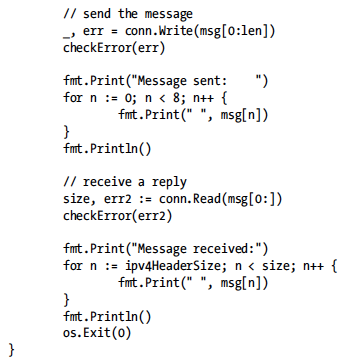 // send the message
_, err = conn.Write(msg[0:len])
checkError(err)
fmt.Print("Message sent:    ")
for n := 0; n < 8; n++ {
fmt.Print(" ", msg[n])
}
fmt.Println()
// receive a reply
size, err2 := conn.Read(msg[0:])
checkError(err2)
fmt.Print("Message received:")
for n := ipv4HeaderSize; n < size; n++ {
fmt.Print(" ", msg[n])
}
fmt.Println()
os.Exit(0)
}